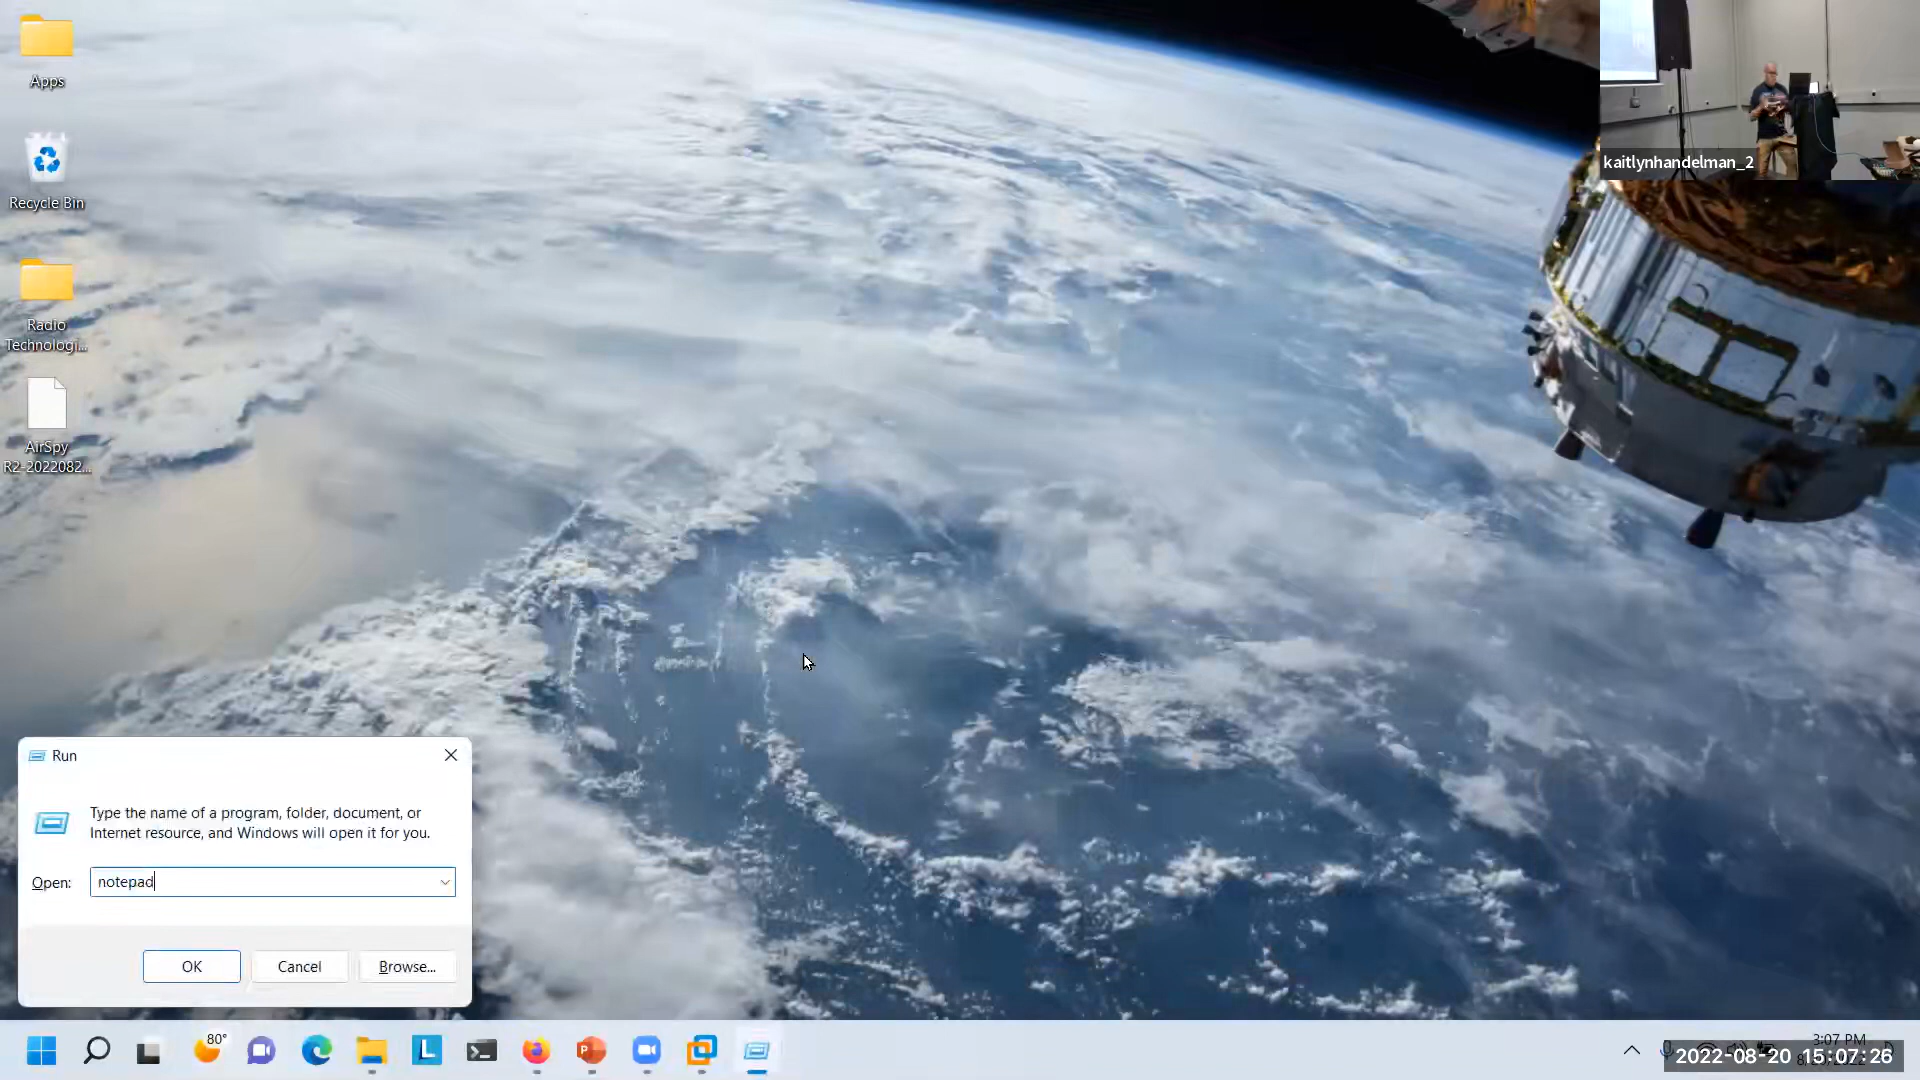 Apps
Recycle Bin
Radio
Technologi...
AirSpy
R2-2022082...
kaitlynhandelman_2
Run
Type the name of a program, folder, document, or
Internet resource, and Windows will open it for you.
Open:
notepad
OK
Cancel
Browse...
80°
3:07 PM
2022-08-20 15:07:26